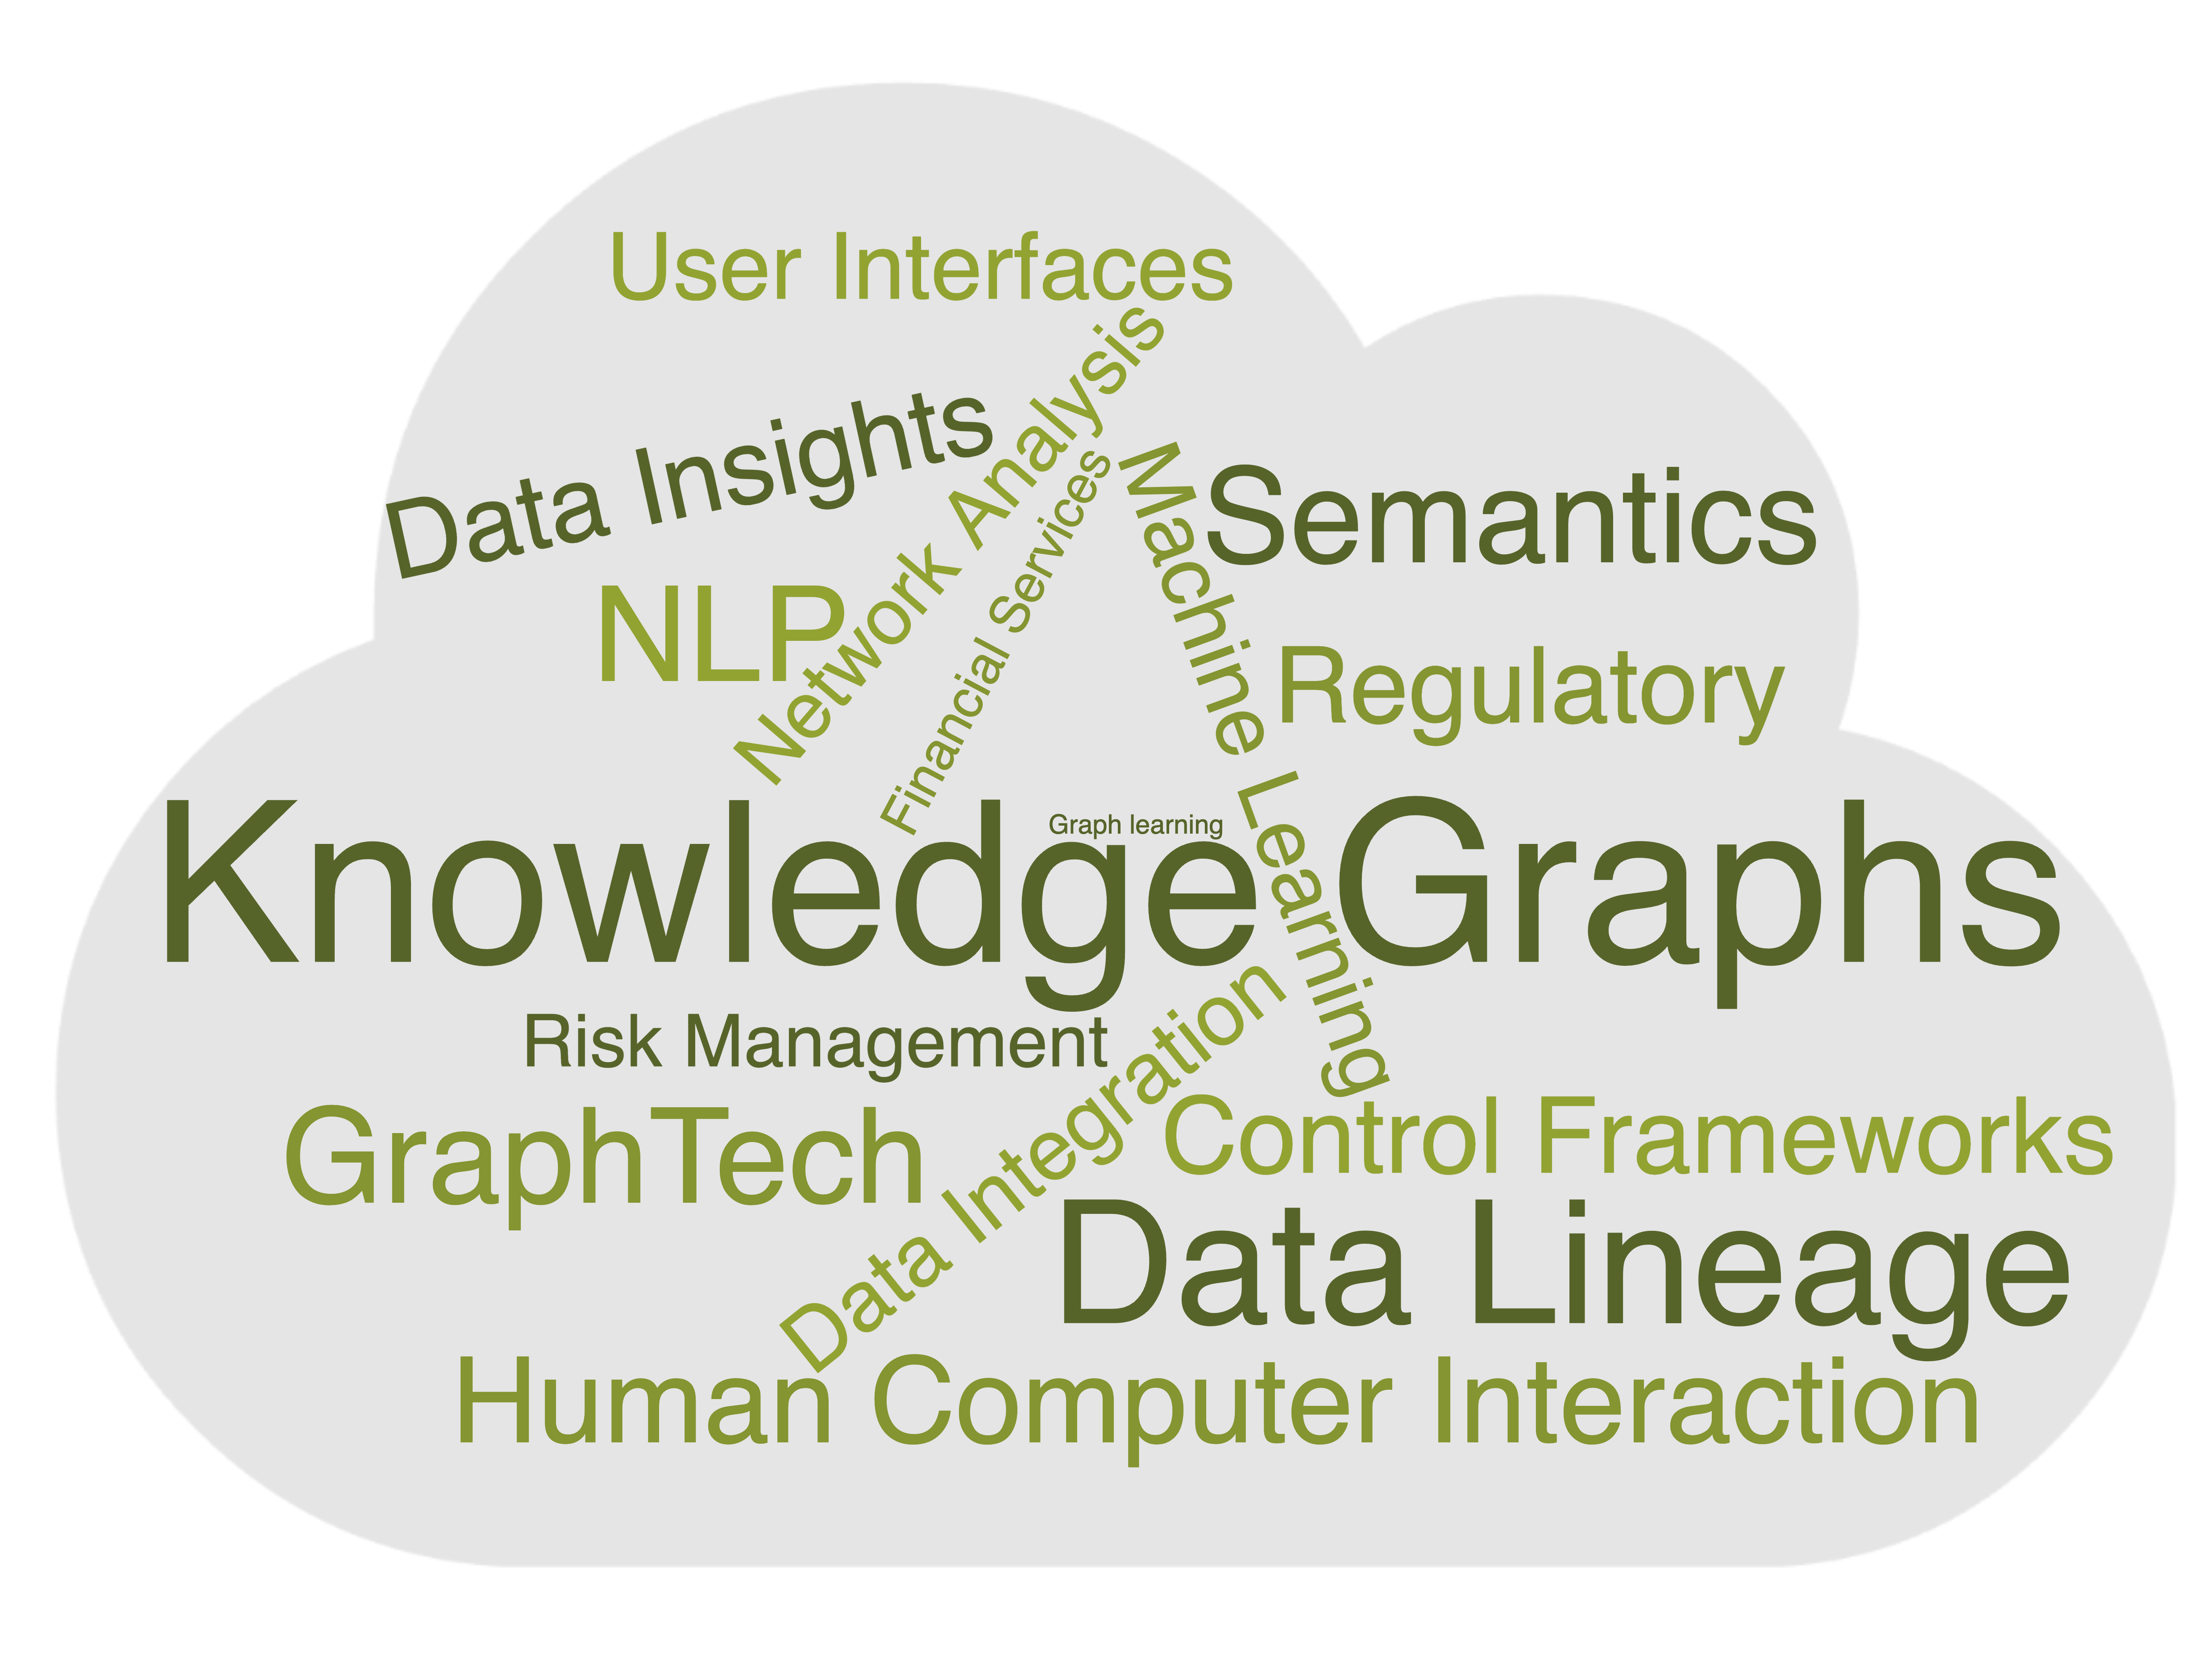 User Interfaces
Data Insights
Network Analysis
Semantics
Machine Learning
Financial Services
NLP
Regulatory
Graph learning
Knowledge Graphs
Risk Management
Data Integration
Control Frameworks
GraphTech
Data Lineage
Human Computer Interaction